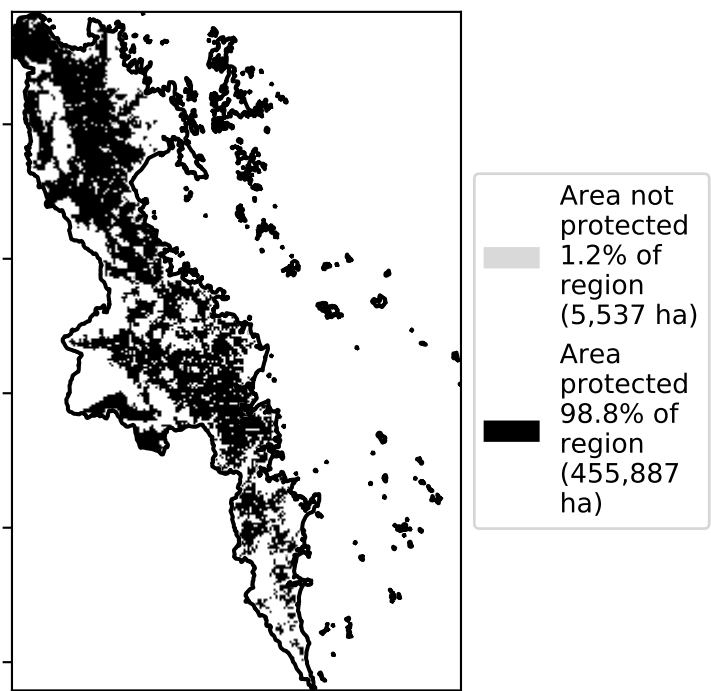 Area not
protected
1.2% of
region
(5,537 ha)
Area
protected
98.8% of
region
(455,887
ha)